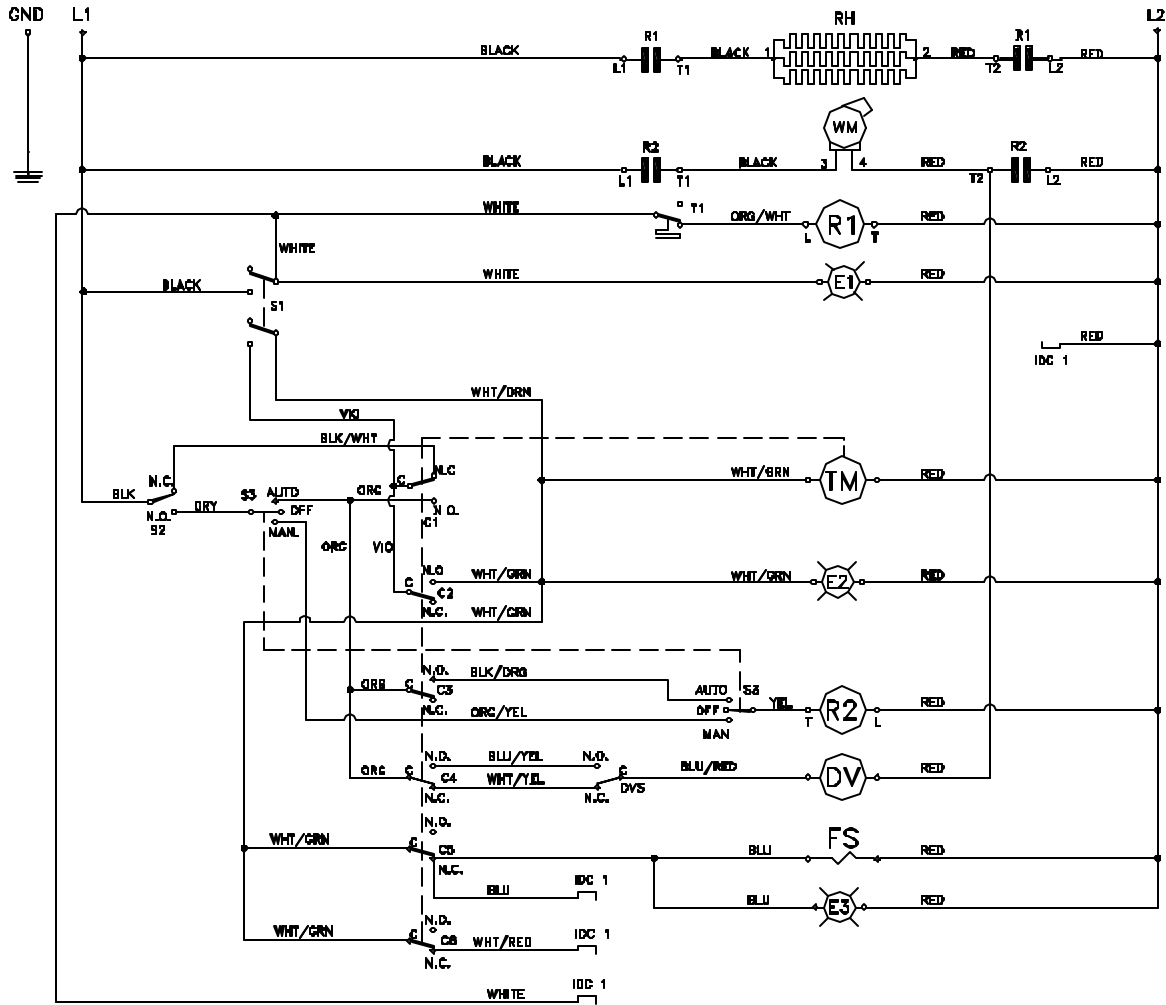 GND L1 RH L2
BLACK R1 BLACK 1 2 RED R1 RED
L1 T1 T2 L2
WM
BLACK R2 BLACK 3 4 RED R2 RED
L1 T1 T2 L2
WHITE T1 ORG/WHT R1 RED
L T
WHITE
BLACK WHITE E1 RED
S1
RED
IDC 1
WHT/GRN
VIO
BLK/WHT
N.C. C N.C WHT/GRN TM RED
BLK S3 AUTO ORG
N.O. GRY OFF N.O.
S2 MAN. C1
ORG VIO
N.O WHT/GRN WHT/GRN E2 RED
C C2
N.C. WHT/GRN
N.O. BLK/ORG
ORG C C3 AUTO S3 YEL
N.C. ORG/YEL OFF T R2 L RED
MAN
N.O. BLU/YEL N.O.
ORG C C4 WHT/YEL C BLU/RED DV RED
N.C. N.C. DVS
N.O.
WHT/GRN C C5 BLU FS RED
N.C.
BLU IDC 1 BLU E3 RED
N.O.
WHT/GRN C C6 WHT/RED IDC 1
N.C.
WHITE IDC 1